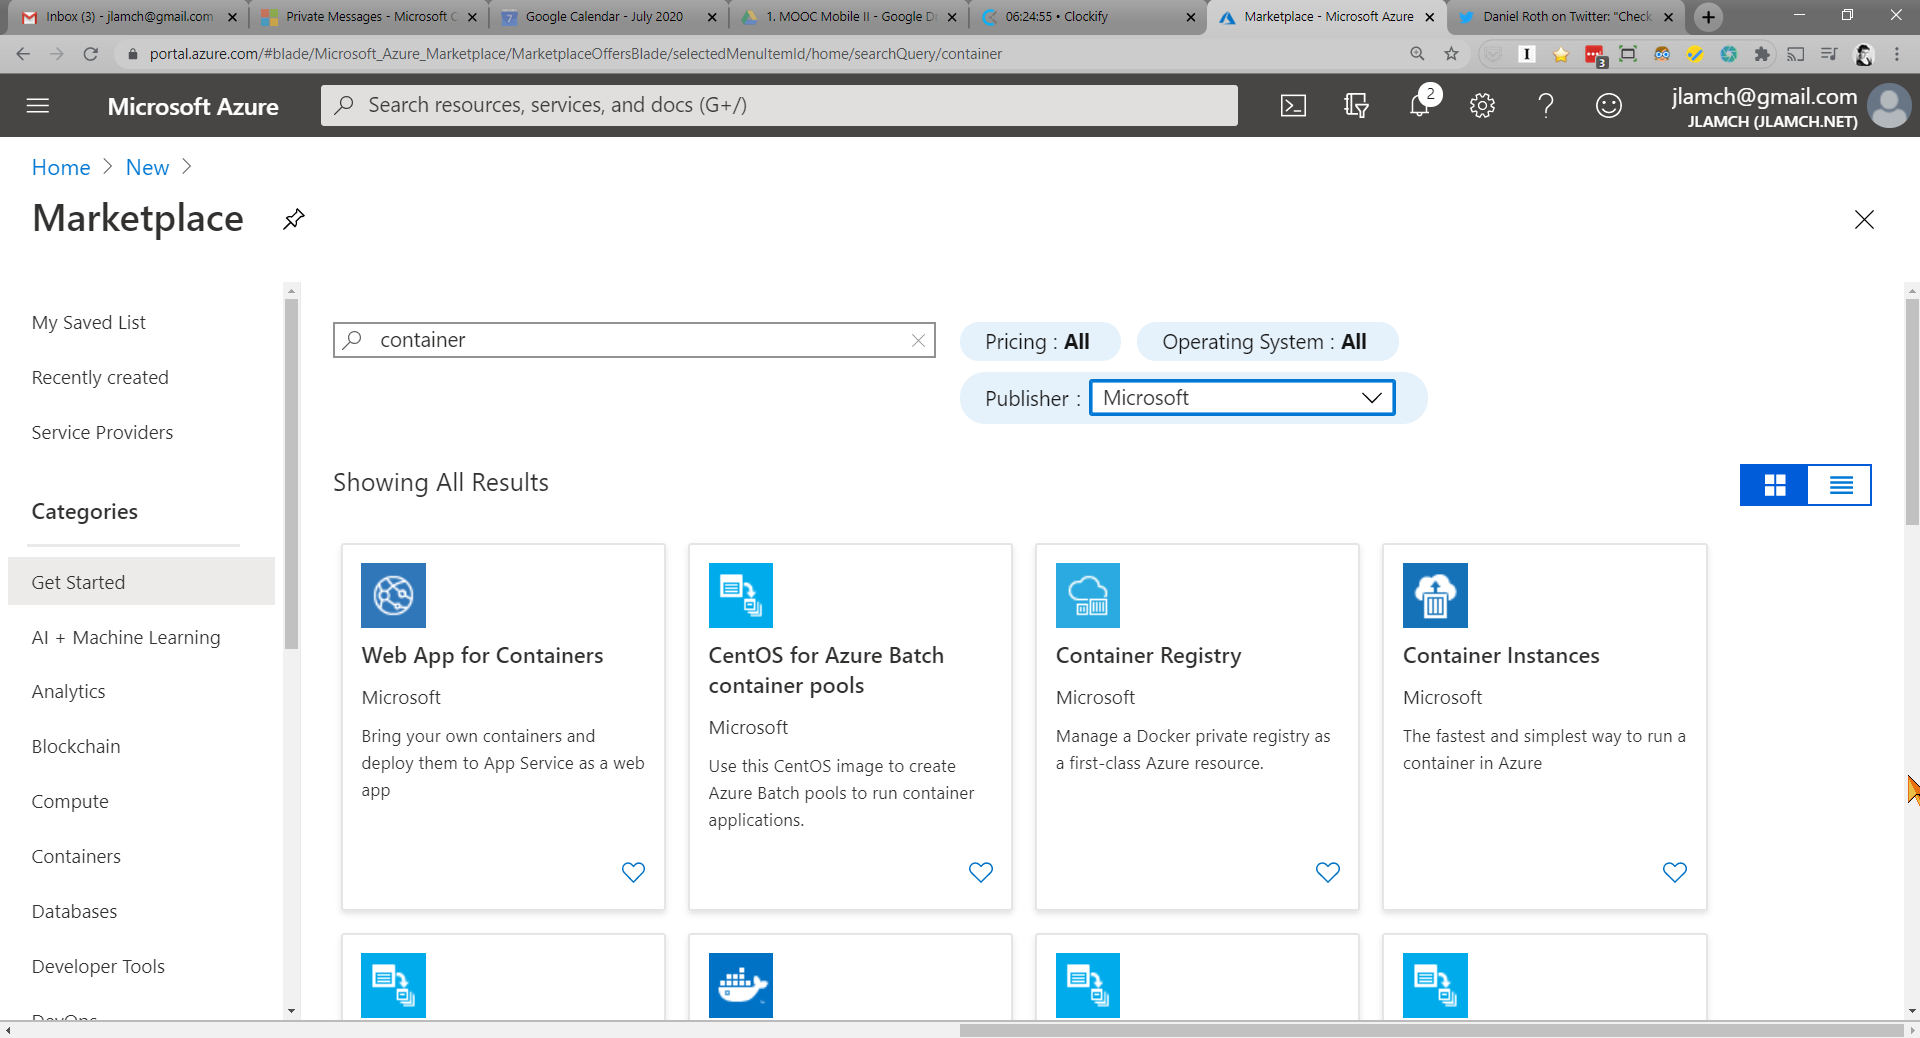 Inbox (3) - jlamch@gmail.com
Private Messages - Microsoft C
Google Calendar - July 2020
1. MOOC Mobile II - Google D
06:24:55 • Clockify
Marketplace - Microsoft Azure
Daniel Roth on Twitter: "Check
portal.azure.com/#blade/Microsoft_Azure_Marketplace/MarketplaceOffersBlade/selectedMenuItemId/home/searchQuery/container
3
Microsoft Azure
Search resources, services, and docs (G+/)
2
jlamch@gmail.com
JLAMCH (JLAMCH.NET)
Home > New >
Marketplace
My Saved List
Recently created
Service Providers
Categories
Get Started
AI + Machine Learning
Analytics
Blockchain
Compute
Containers
Databases
Developer Tools
DevOps
container
Pricing : All
Operating System : All
Publisher : Microsoft
Showing All Results
Web App for Containers
Microsoft
Bring your own containers and
deploy them to App Service as a web
app
CentOS for Azure Batch
container pools
Microsoft
Use this CentOS image to create
Azure Batch pools to run container
applications.
Container Registry
Microsoft
Manage a Docker private registry as
a first-class Azure resource.
Container Instances
Microsoft
The fastest and simplest way to run a
container in Azure